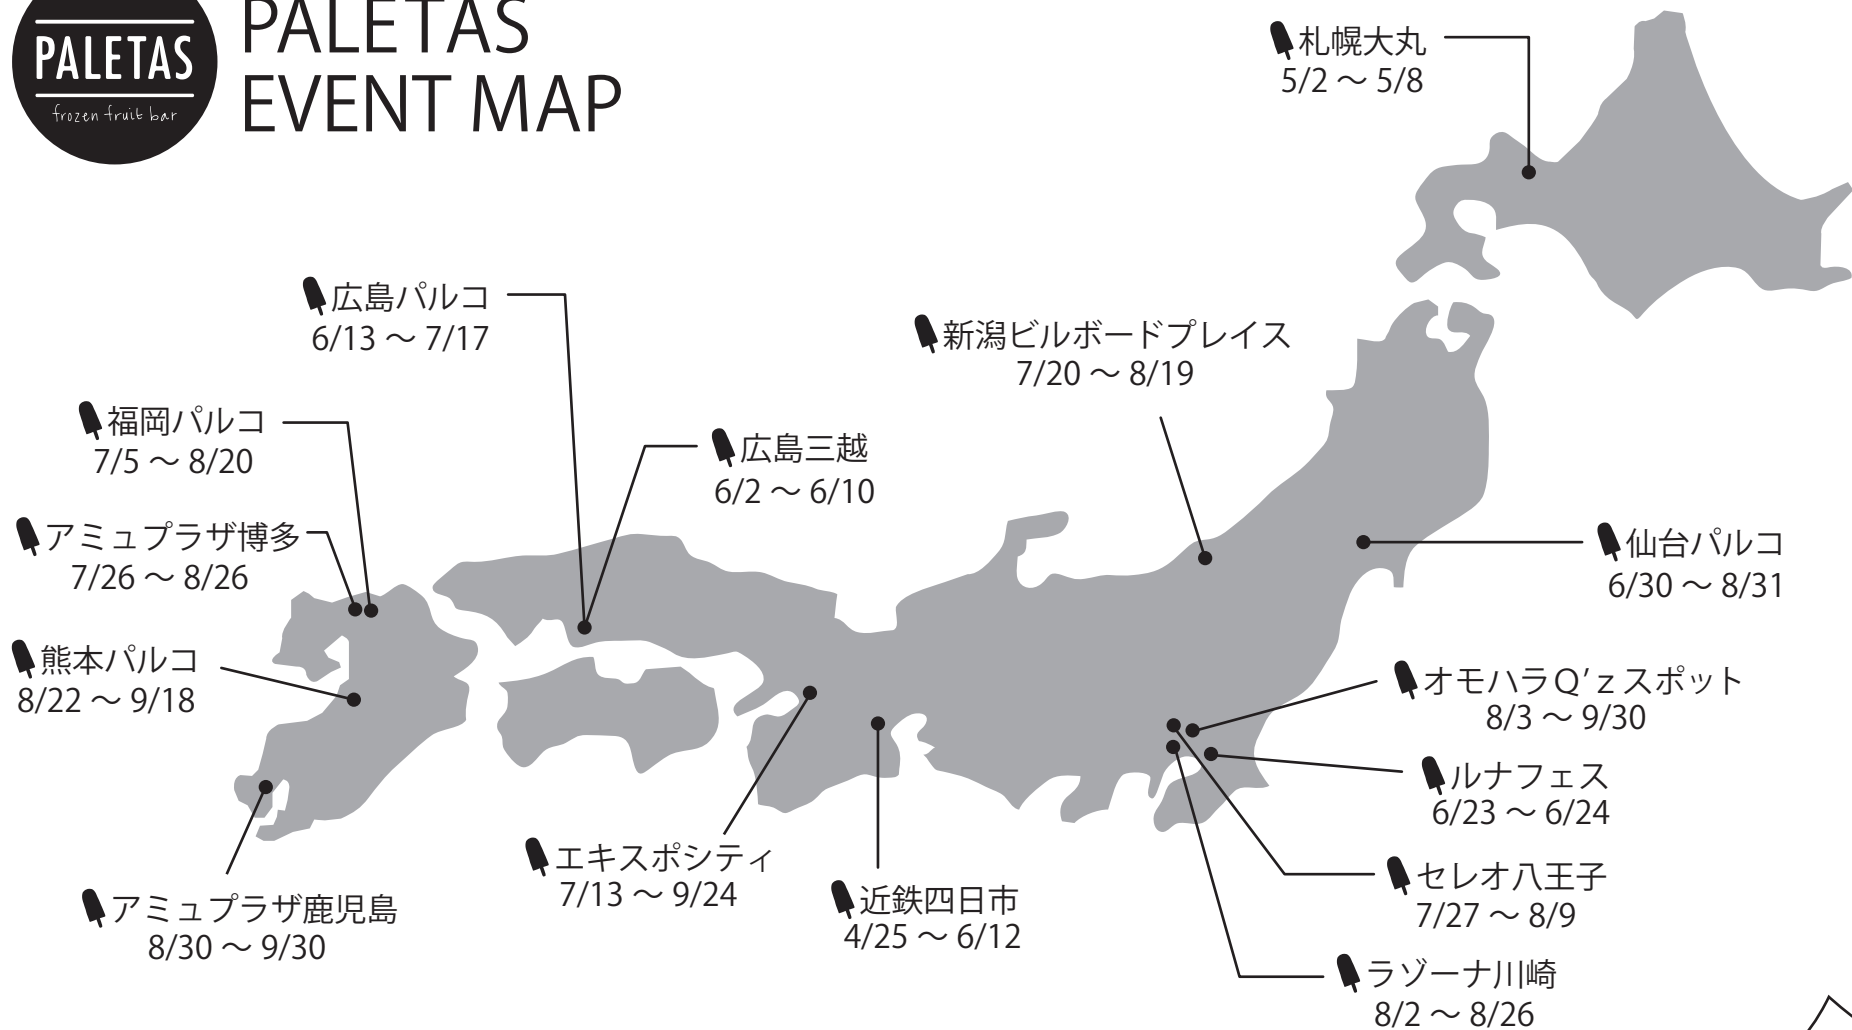 PALETAS
frozen fruit bar
PALETAS
EVENT MAP
札幌大丸
5/2 〜 5/8
広島パルコ
6/13 〜 7/17
新潟ビルボードプレイス
7/20 〜 8/19
福岡パルコ
7/5 〜 8/20
広島三越
6/2 〜 6/10
アミュプラザ博多
7/26 〜 8/26
仙台パルコ
6/30 〜 8/31
熊本パルコ
8/22 〜 9/18
オモハラQ’zスポット
8/3 〜 9/30
ルナフェス
6/23 〜 6/24
エキスポシティ
7/13 〜 9/24
近鉄四日市
4/25 〜 6/12
セレオ八王子
7/27 〜 8/9
アミュプラザ鹿児島
8/30 〜 9/30
ラゾーナ川崎
8/2 〜 8/26